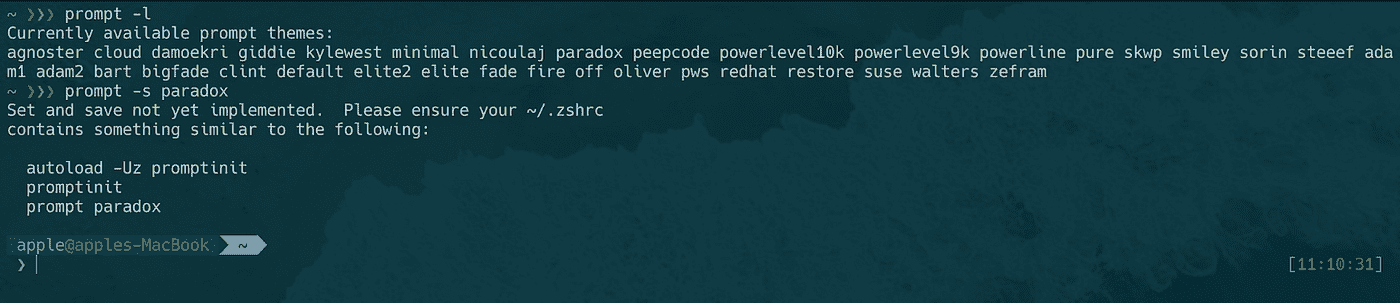 ~ ❯❯❯ prompt -l
Currently available prompt themes:
agnoster cloud damoekri giddie kylewest minimal nicoulaj paradox peepcode powerlevel10k powerlevel9k powerline pure skwp smiley sorin steeef ada
m1 adam2 bart bigfade clint default elite2 elite fade fire off oliver pws redhat restore suse walters zefram
~ ❯❯❯ prompt -s paradox
Set and save not yet implemented.  Please ensure your ~/.zshrc
contains something similar to the following:
  autoload -Uz promptinit
  promptinit
  prompt paradox
apple@apples-MacBook ~
❯ [11:10:31]